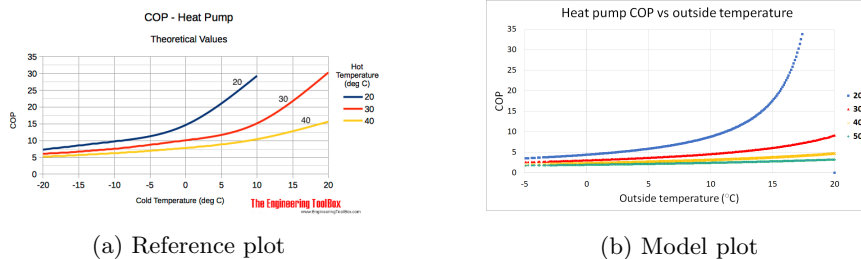 COP - Heat Pump
Theoretical Values
COP
35
30
25
20
15
10
5
0
-20
-15
-10
-5
0
5
10
15
20
20
30
40
Hot
Temperature
(deg C)
20
30
40
Cold Temperature (deg C)
The Engineering ToolBox
www.EngineeringToolBox.com
(a) Reference plot
Heat pump COP vs outside temperature
COP
35
30
25
20
15
10
5
0
-5
0
5
10
15
20
Outside temperature (°C)
20
30
40
50
(b) Model plot